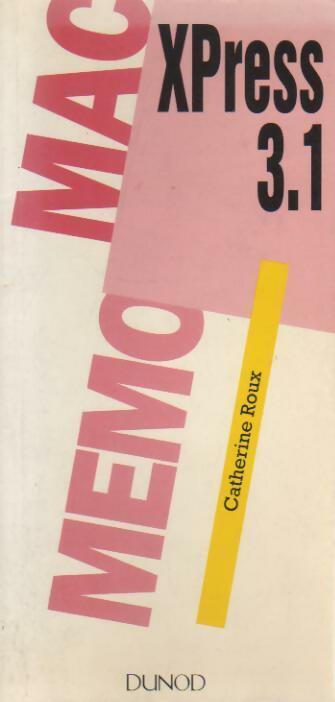 XPress
3.1
MEMO MAC
Catherine Roux
DUNOD